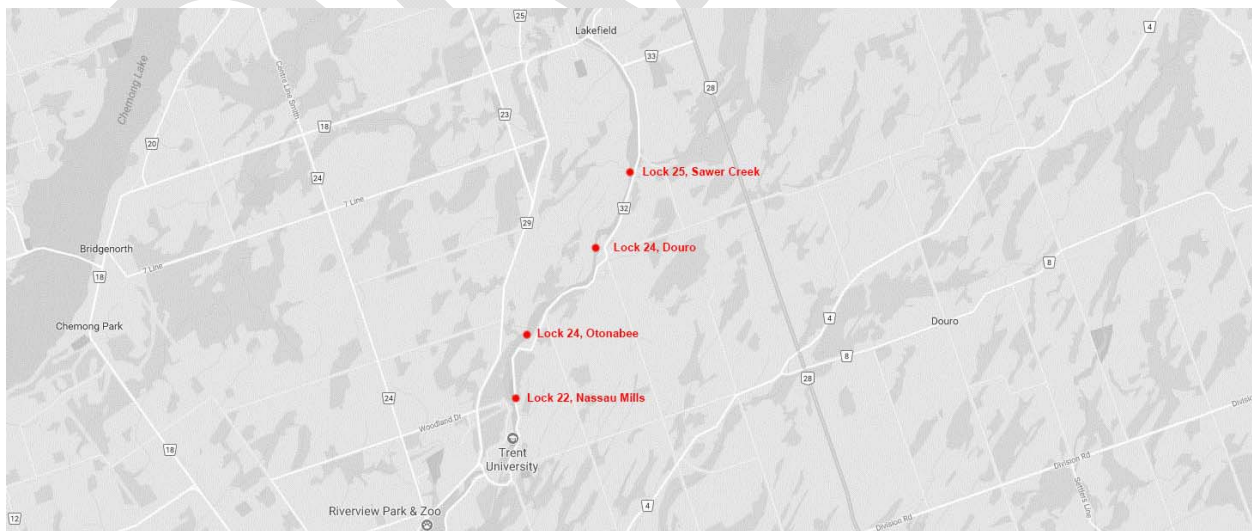 25
4
Lakefield
33
28
Chemong Lake
Centre Line Smith
23
18
20
Lock 25, Sawer Creek
24
7 Line
32
29
Bridgenorth
Lock 24, Douro
8
18
7 Line
4
Chemong Park
Lock 24, Otonabee
Douro
8
28
24
Lock 22, Nassau Mills
Woodland Dr
Trent
University
18
Division Rd
Division Rd
Settlers Line
4
Riverview Park & Zoo
12
Division Rd